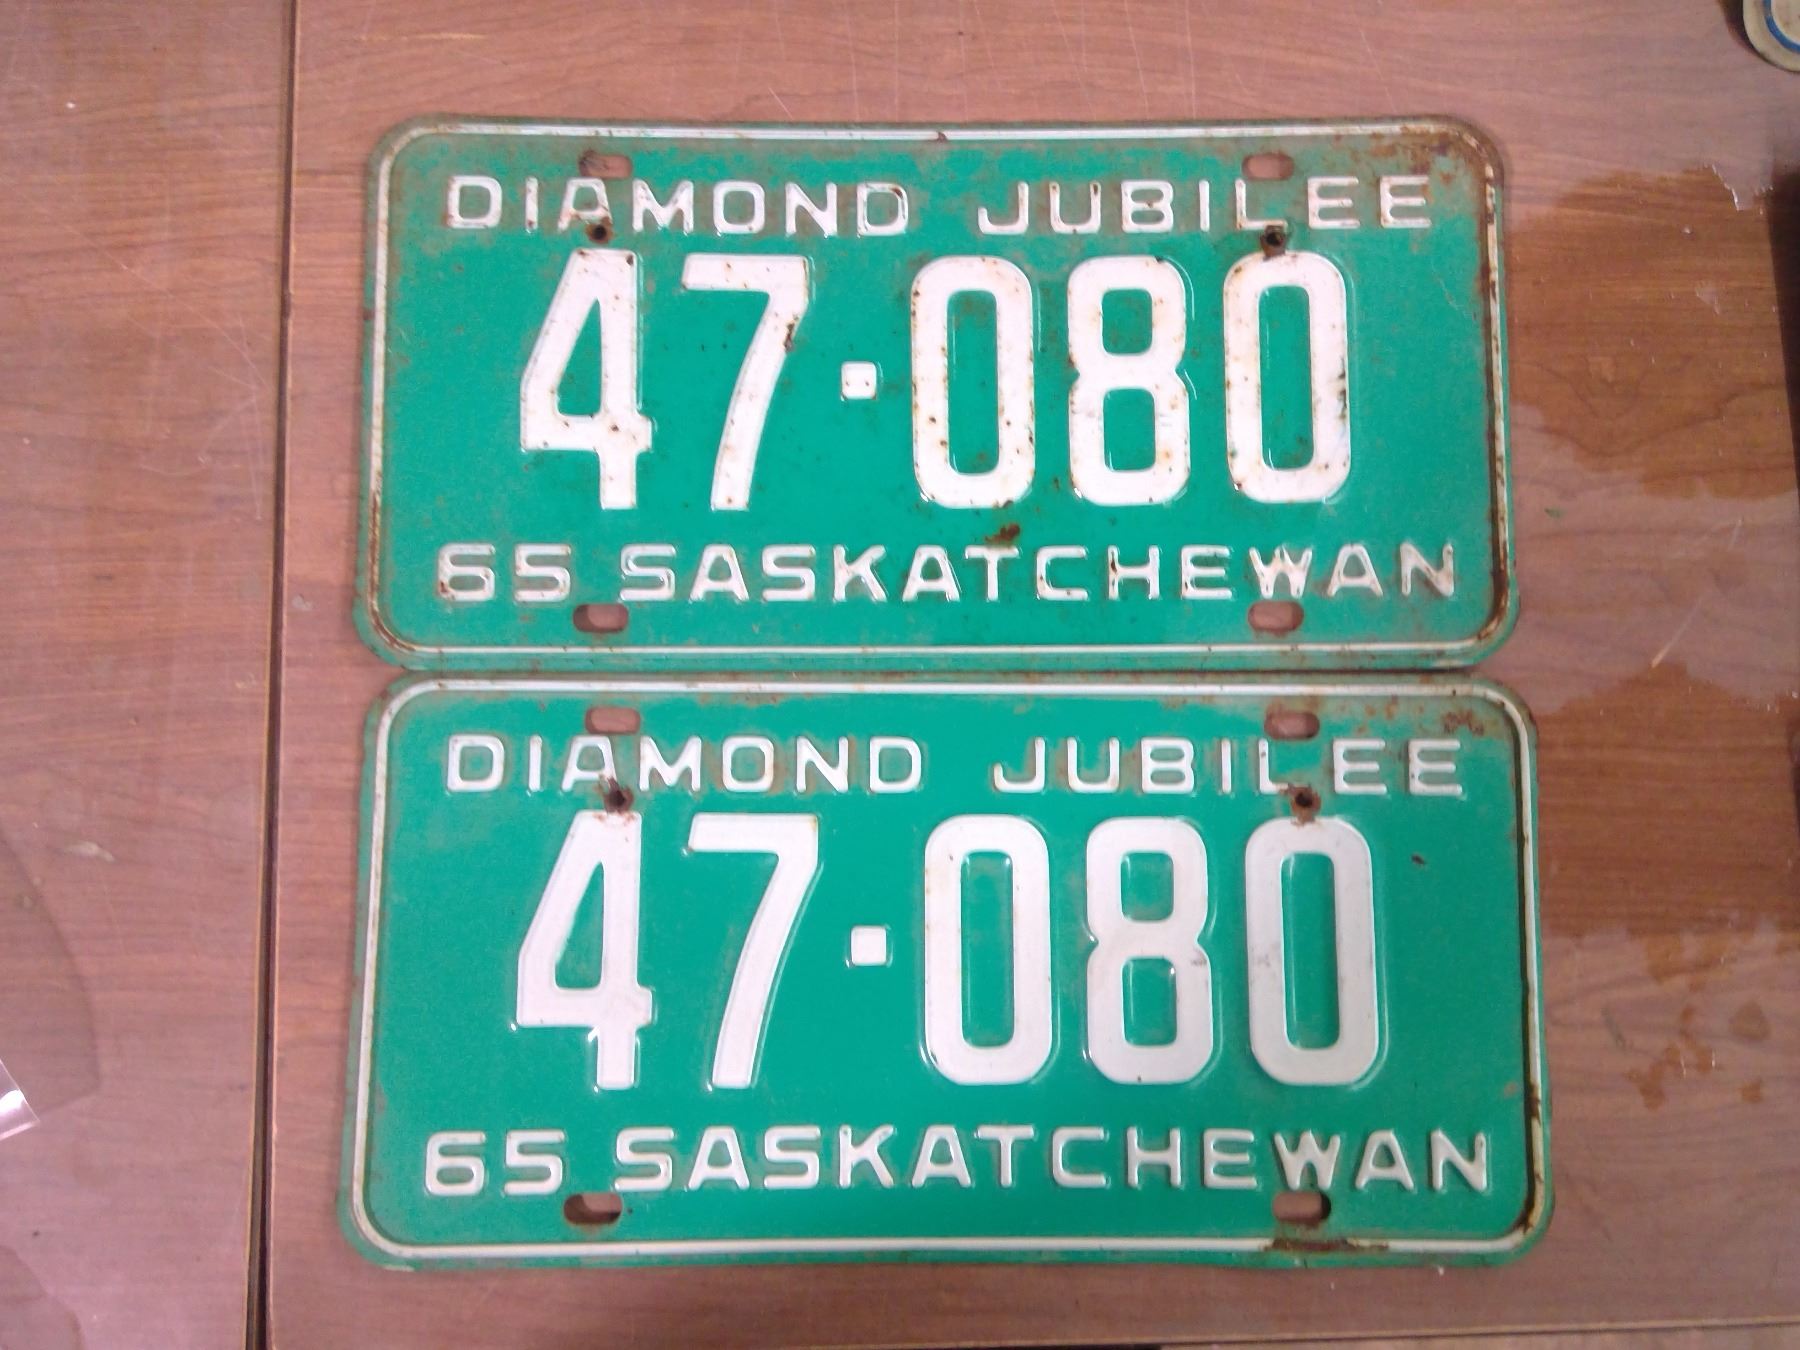 DIAMOND JUBILEE
47·080
65 SASKATCHEWAN
DIAMOND JUBILEE
47·080
65 SASKATCHEWAN